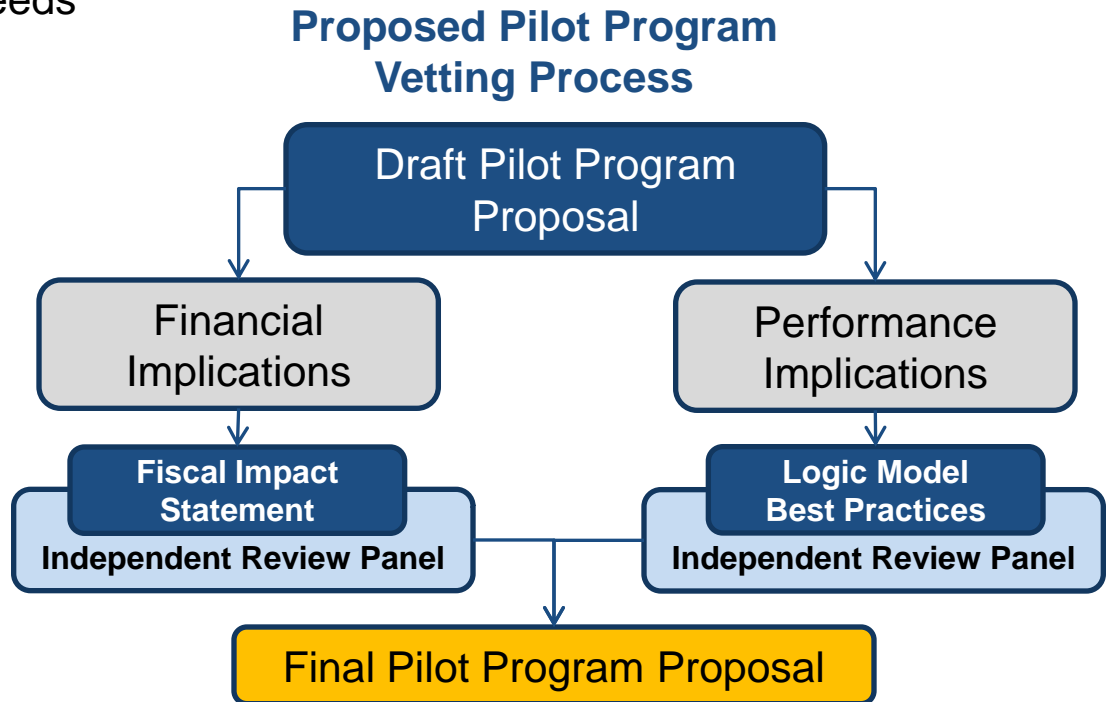 Proposed Pilot Program
Vetting Process
Draft Pilot Program
Proposal
Financial
Implications
Performance
Implications
Fiscal Impact
Statement
Independent Review Panel
Logic Model
Best Practices
Independent Review Panel
Final Pilot Program Proposal